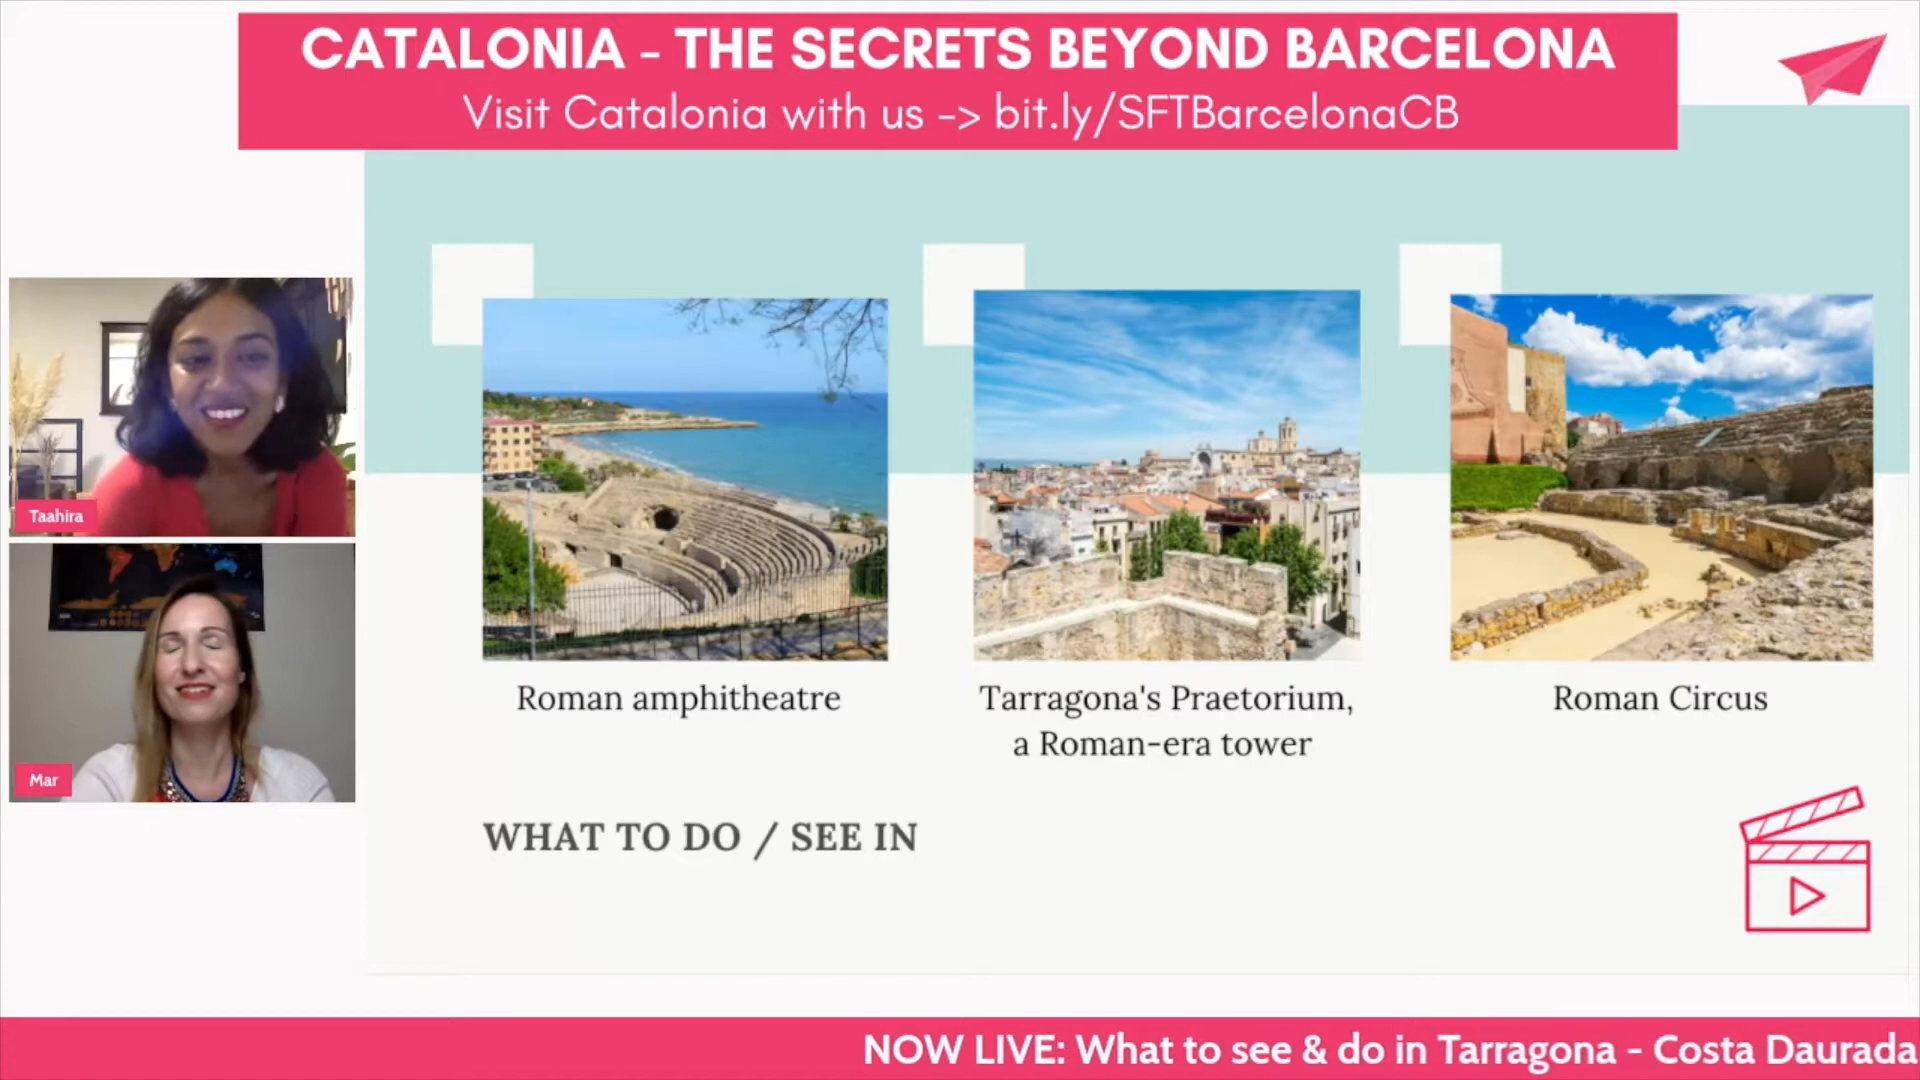 CATALONIA - THE SECRETS BEYOND BARCELONA
Visit Catalonia with us -> bit.ly/SFTBarcelonaCB
Taahira
Mar
Roman amphitheatre
Tarragona's Praetorium,
a Roman-era tower
Roman Circus
WHAT TO DO / SEE IN
NOW LIVE: What to see & do in Tarragona - Costa Daurada